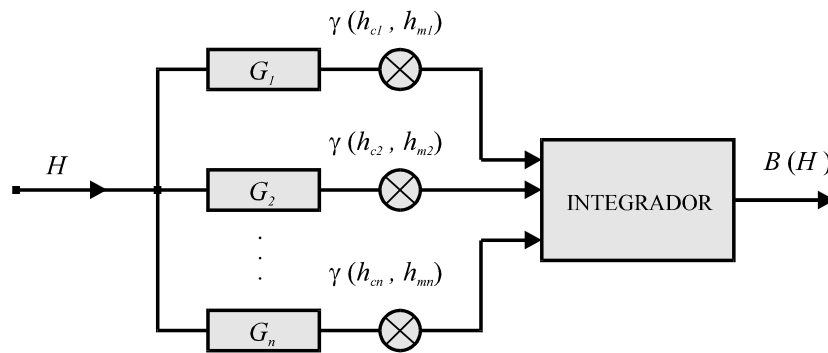 γ (h_c1 , h_m1)
G_1
H
γ (h_c2 , h_m2)
G_2
B (H )
INTEGRADOR
γ (h_cn , h_mn)
G_n